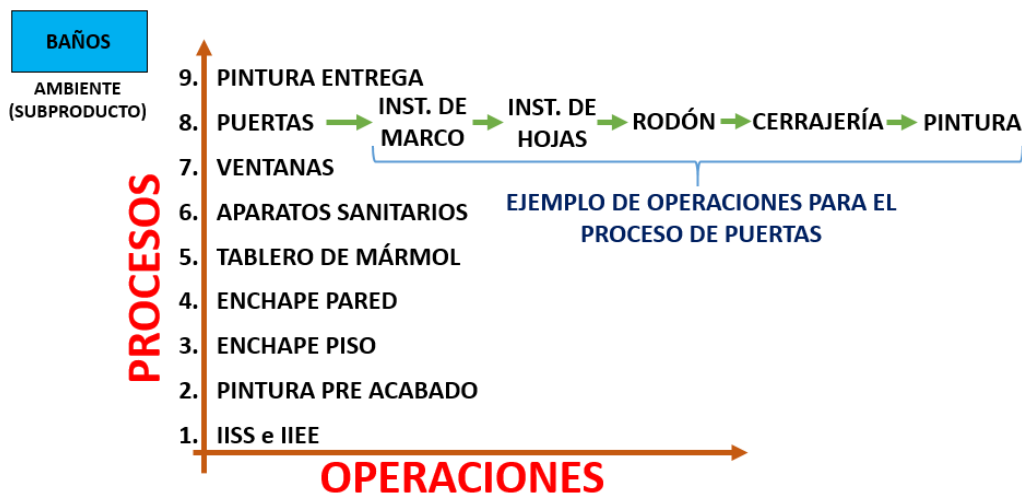 BAÑOS
AMBIENTE
(SUBPRODUCTO)
PROCESOS
9. PINTURA ENTREGA
8. PUERTAS
INST. DE
MARCO
INST. DE
HOJAS
RODÓN
CERRAJERÍA
PINTURA
7. VENTANAS
EJEMPLO DE OPERACIONES PARA EL
PROCESO DE PUERTAS
6. APARATOS SANITARIOS
5. TABLERO DE MÁRMOL
4. ENCHAPE PARED
3. ENCHAPE PISO
2. PINTURA PRE ACABADO
1. IISS e IIEE
OPERACIONES